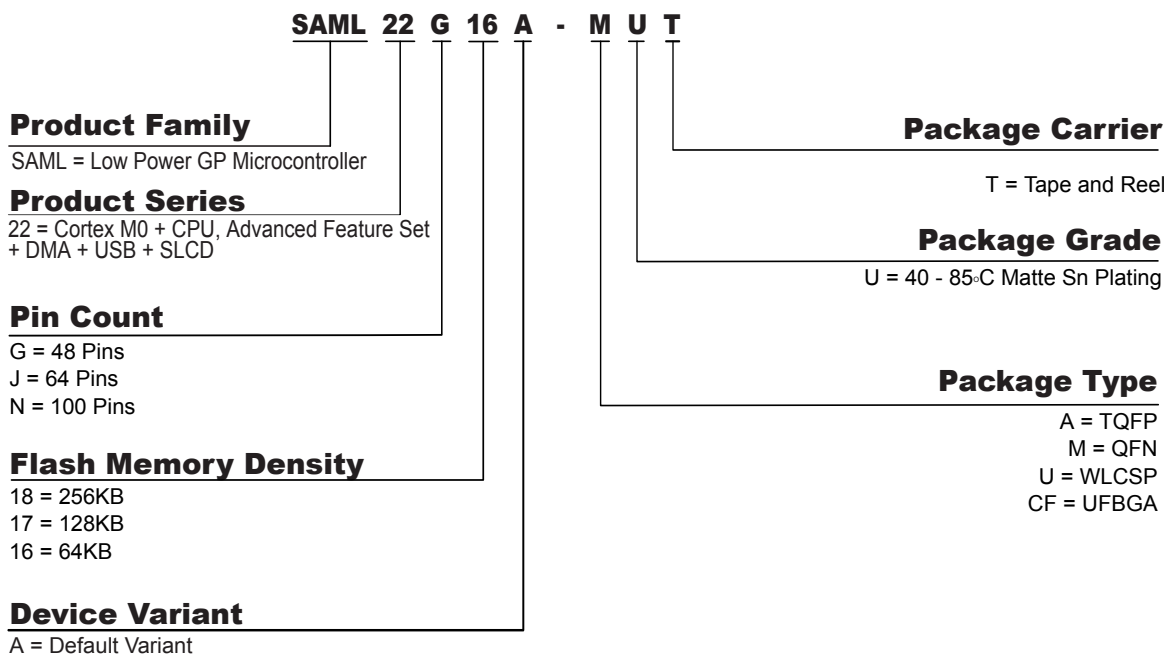 SAML 22 G 16 A - M U T
Product Family
SAML = Low Power GP Microcontroller
Product Series
22 = Cortex M0 + CPU, Advanced Feature Set
+ DMA + USB + SLCD
Pin Count
G = 48 Pins
J = 64 Pins
N = 100 Pins
Flash Memory Density
18 = 256KB
17 = 128KB
16 = 64KB
Device Variant
A = Default Variant
Package Carrier
T = Tape and Reel
Package Grade
U = 40 - 85°C Matte Sn Plating
Package Type
A = TQFP
M = QFN
U = WLCSP
CF = UFBGA